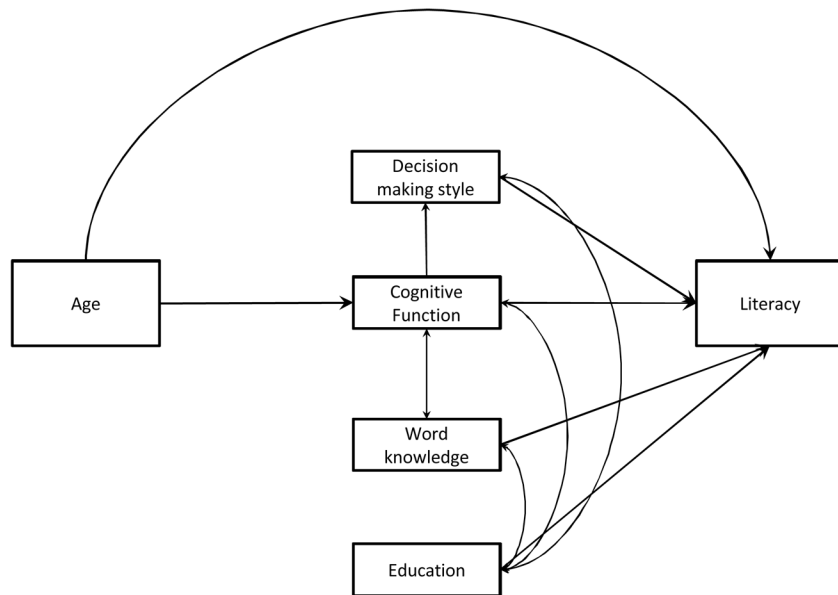 Decision
making style
Age
Cognitive
Function
Literacy
Word
knowledge
Education